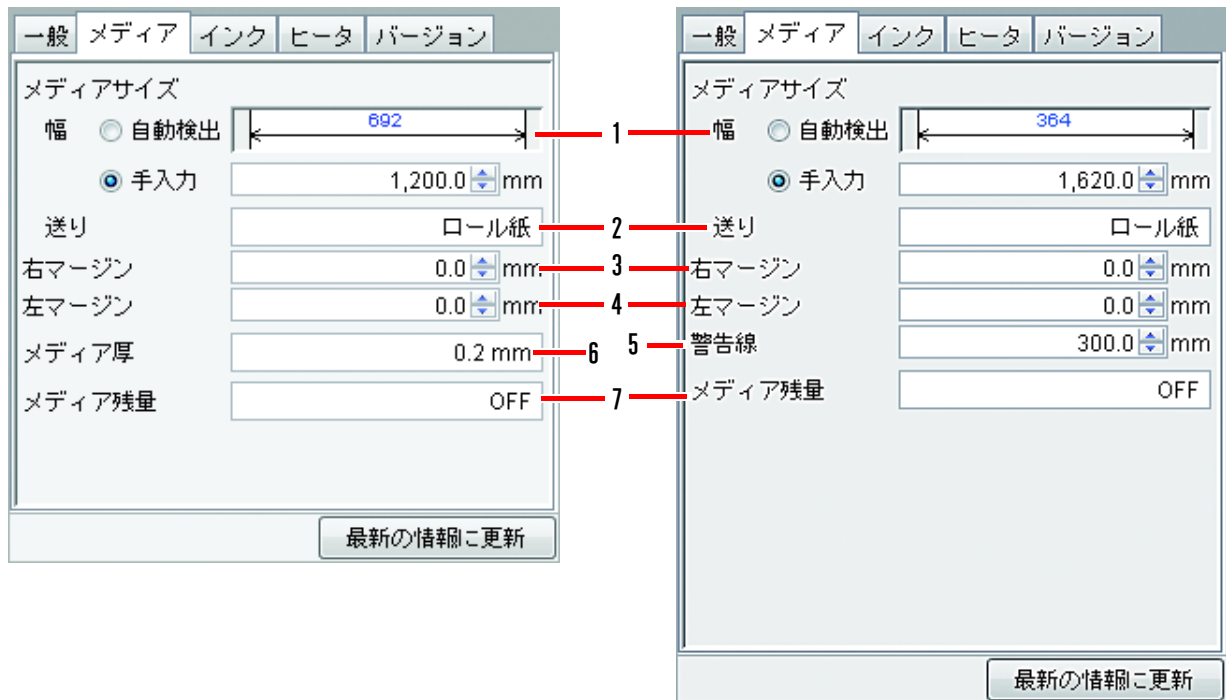 一般 メディア インク ヒータ バージョン
メディアサイズ
幅 自動検出 692
手入力 1,200.0 mm
送り ロール紙
右マージン 0.0 mm
左マージン 0.0 mm
メディア厚 0.2 mm
メディア残量 OFF
最新の情報に更新
1
2
3
4
5
6
7
一般 メディア インク ヒータ バージョン
メディアサイズ
幅 自動検出 364
手入力 1,620.0 mm
送り ロール紙
右マージン 0.0 mm
左マージン 0.0 mm
警告線 300.0 mm
メディア残量 OFF
最新の情報に更新